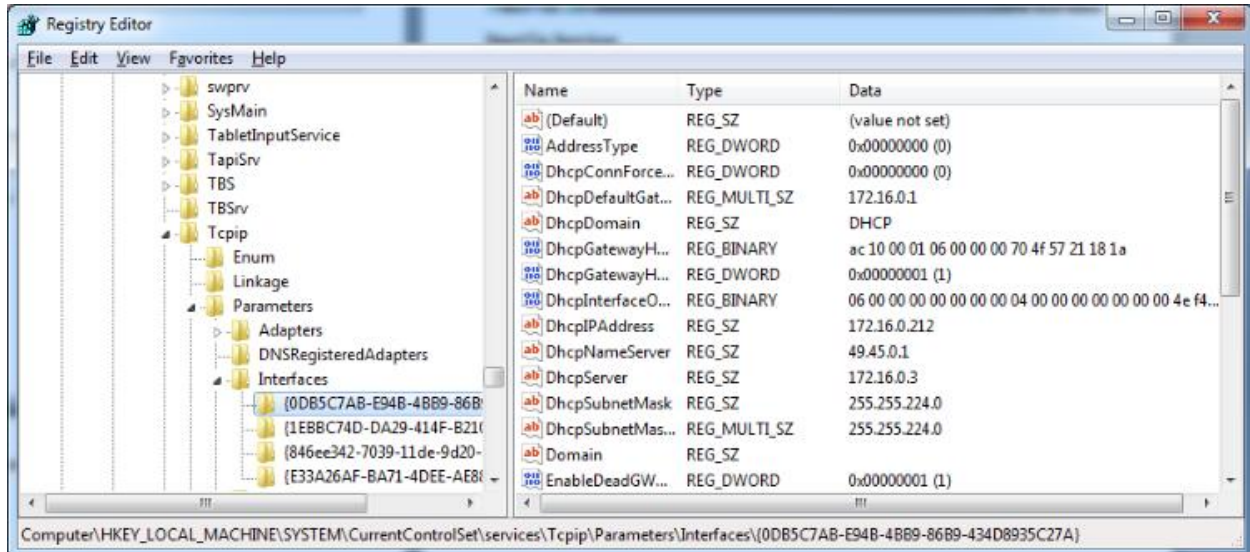 Registry Editor
File Edit View Favorites Help
swprv
SysMain
TabletInputService
TapiSrv
TBS
TBSrv
Tcpip
Enum
Linkage
Parameters
Adapters
DNSRegisteredAdapters
Interfaces
{0DB5C7AB-E94B-4BB9-86B9
{1EBBC74D-DA29-414F-B210
{846ee342-7039-11de-9d20-
{E33A26AF-BA71-4DEE-AE88
Name Type Data
(Default) REG_SZ (value not set)
AddressType REG_DWORD 0x00000000 (0)
DhcpConnForce... REG_DWORD 0x00000000 (0)
DhcpDefaultGat... REG_MULTI_SZ 172.16.0.1
DhcpDomain REG_SZ DHCP
DhcpGatewayH... REG_BINARY ac 10 00 01 06 00 00 00 70 4f 57 21 18 1a
DhcpGatewayH... REG_DWORD 0x00000001 (1)
DhcpInterfaceO... REG_BINARY 06 00 00 00 00 00 00 00 04 00 00 00 00 00 00 00 4e f4...
DhcpIPAddress REG_SZ 172.16.0.212
DhcpNameServer REG_SZ 49.45.0.1
DhcpServer REG_SZ 172.16.0.3
DhcpSubnetMask REG_SZ 255.255.224.0
DhcpSubnetMas... REG_MULTI_SZ 255.255.224.0
Domain REG_SZ
EnableDeadGW... REG_DWORD 0x00000001 (1)
Computer\HKEY_LOCAL_MACHINE\SYSTEM\CurrentControlSet\services\Tcpip\Parameters\Interfaces\{0DB5C7AB-E94B-4BB9-86B9-434D8935C27A}